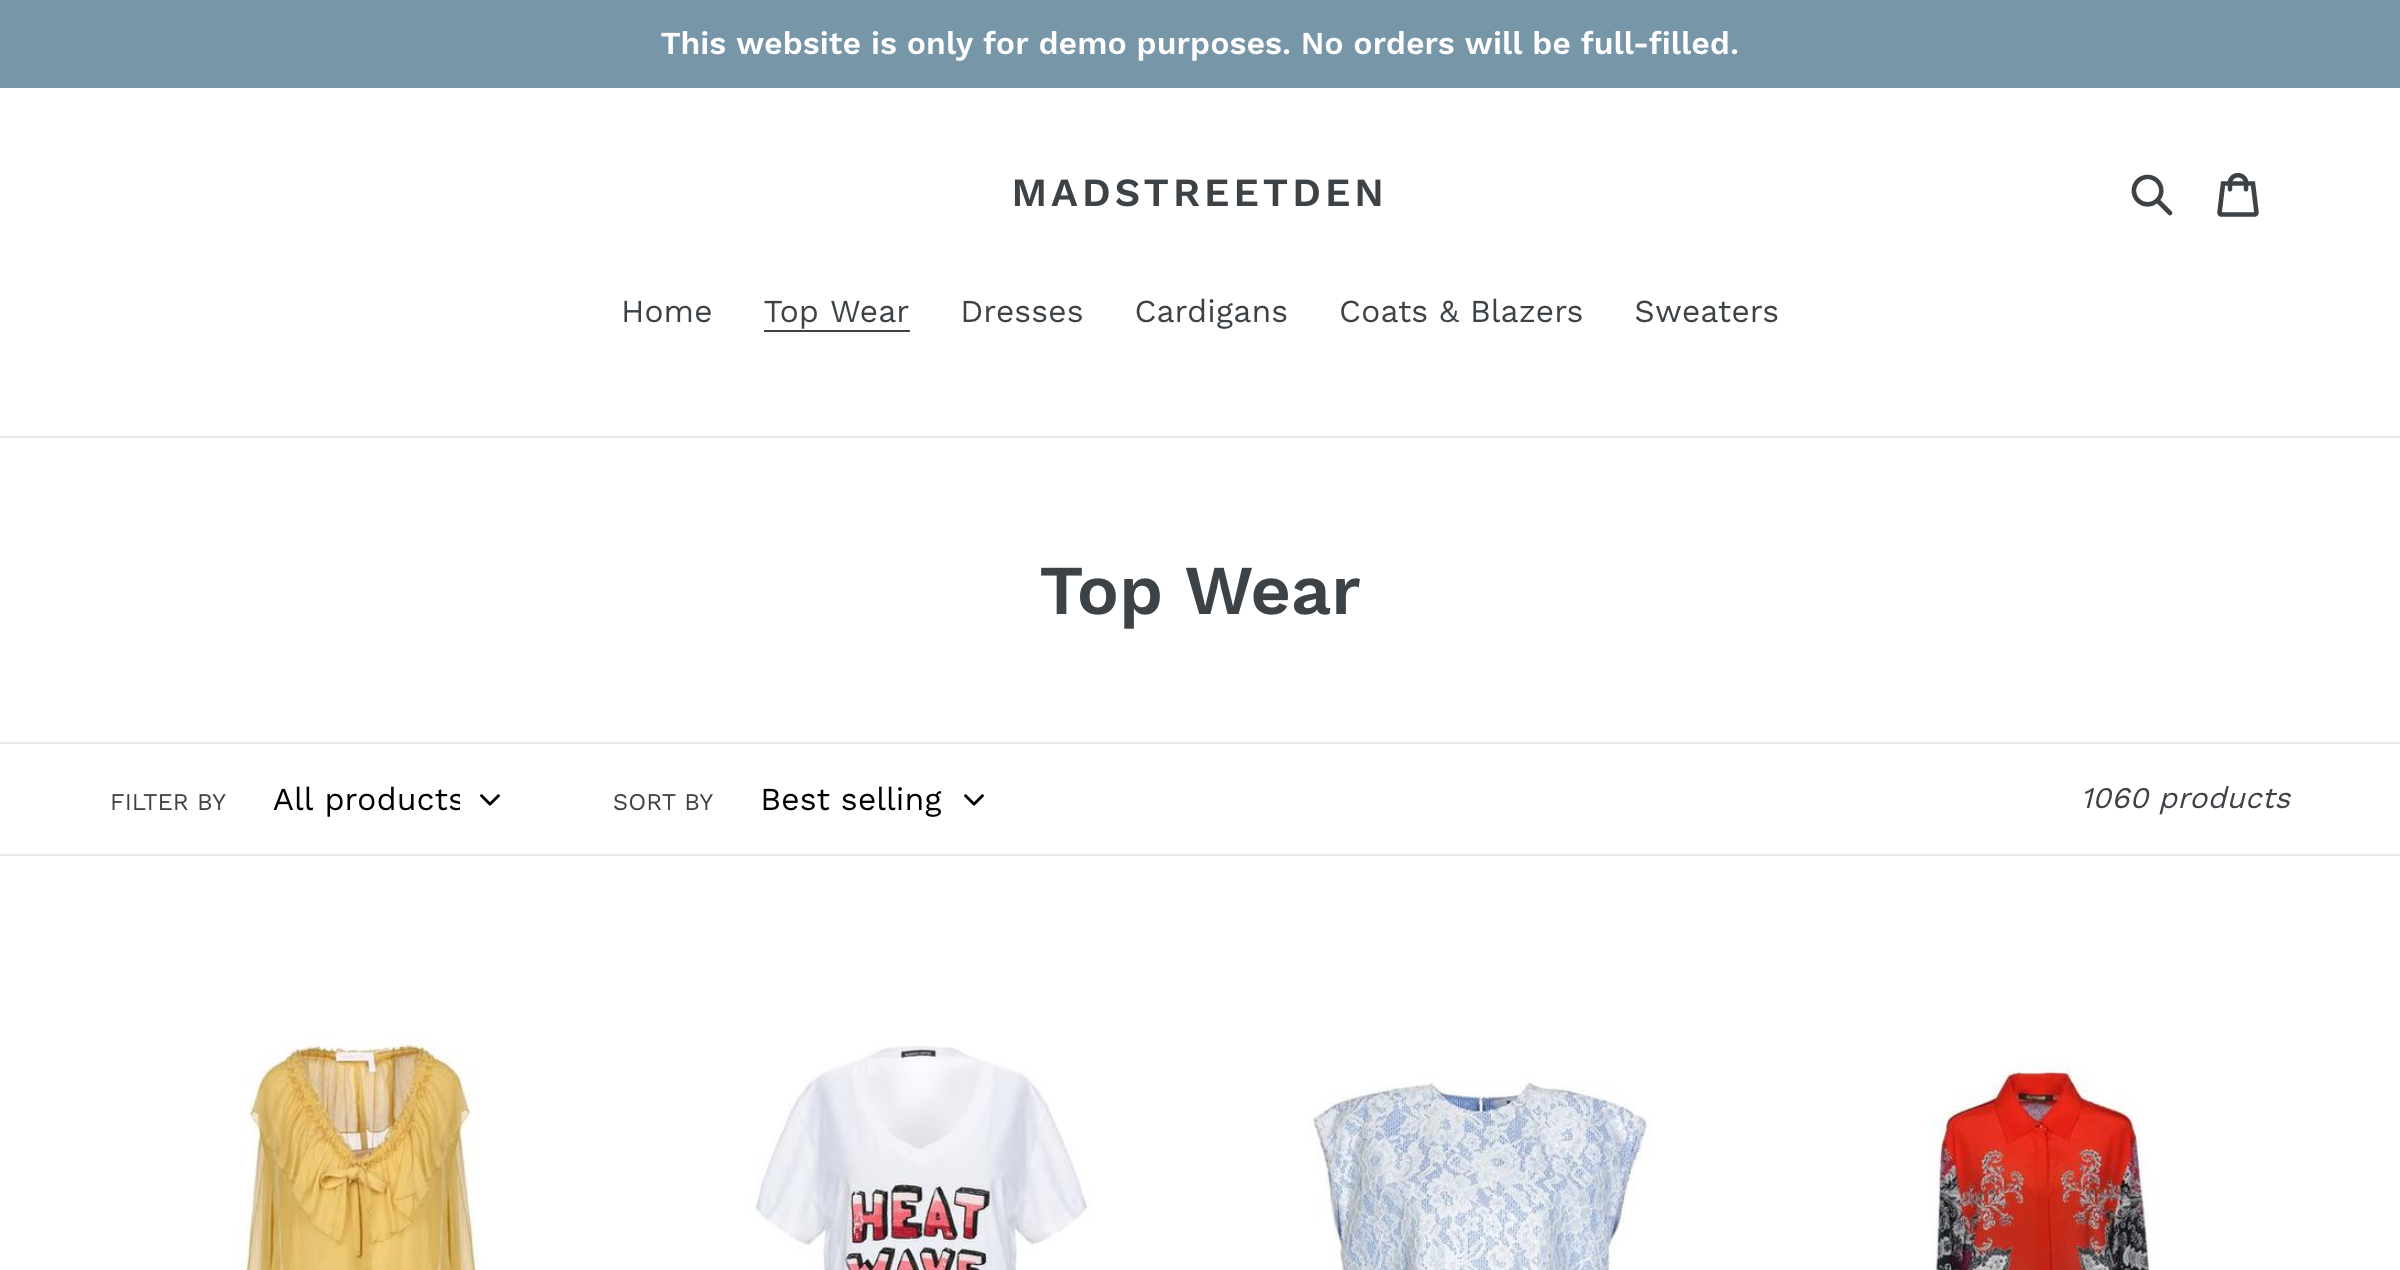 This website is only for demo purposes. No orders will be full-filled.
MADSTREETDEN
Home Top Wear Dresses Cardigans Coats & Blazers Sweaters
Top Wear
FILTER BY All products SORT BY Best selling 1060 products
HEAT
WAVE